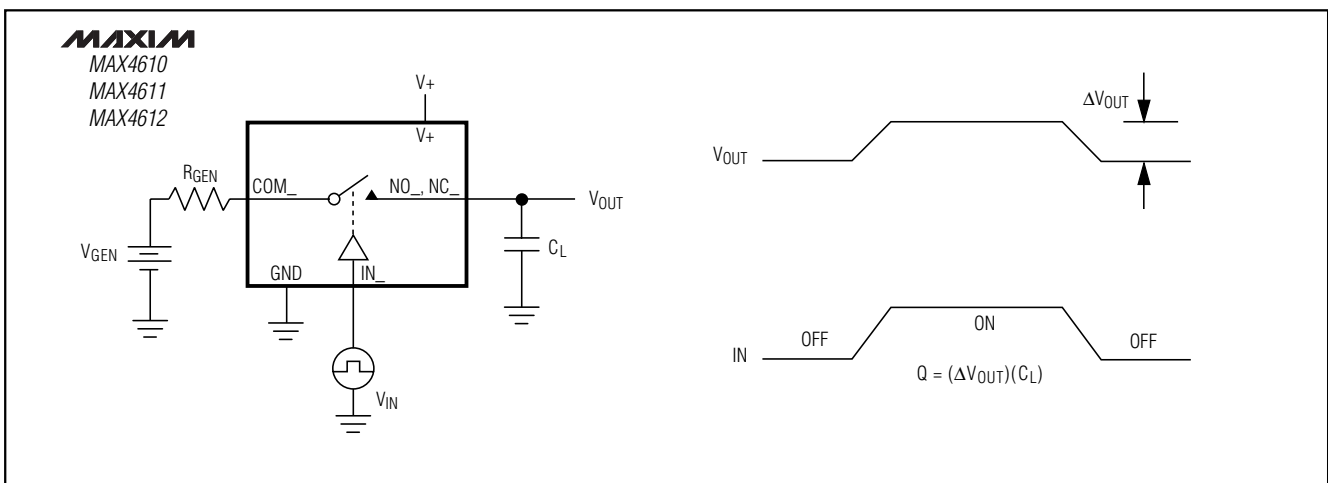 MAXIM
MAX4610
MAX4611
MAX4612
V+
V+
RGEN
COM_
NO_, NC_
VOUT
VGEN
CL
GND
IN_
VIN
ΔVOUT
VOUT
IN
OFF
ON
OFF
Q = (ΔVOUT)(CL)